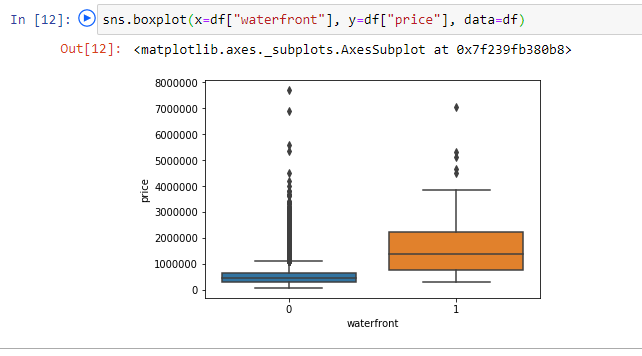 In [12]: sns.boxplot(x=df["waterfront"], y=df["price"], data=df)
Out[12]: <matplotlib.axes._subplots.AxesSubplot at 0x7f239fb380b8>
8000000
7000000
6000000
5000000
4000000
price
3000000
2000000
1000000
0
0 1
waterfront